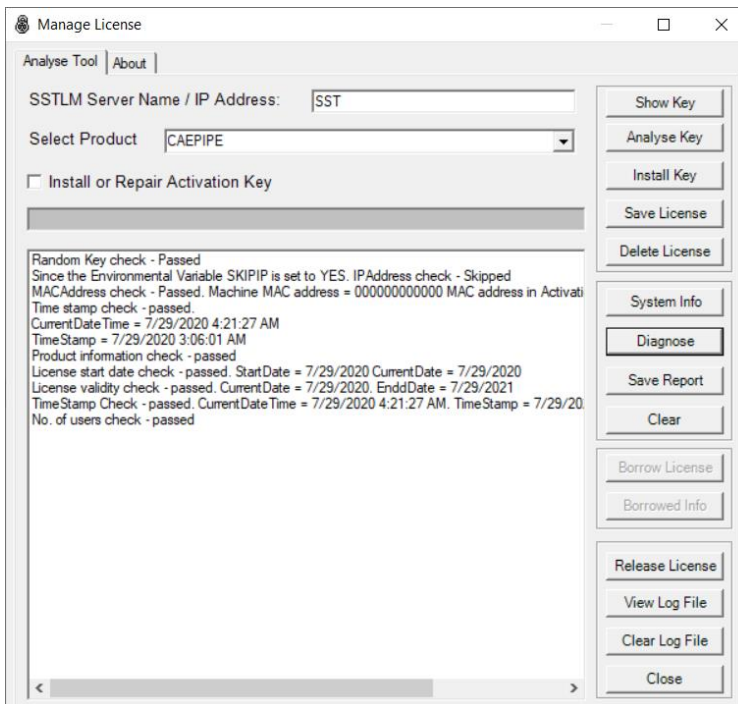 Manage License
Analyse Tool
About
SSTLM Server Name / IP Address:
SST
Select Product
CAEPIPE
Install or Repair Activation Key
Random Key check - Passed
Since the Environmental Variable SKIPIP is set to YES. IPAddress check - Skipped
MACAddress check - Passed. Machine MAC address = 000000000000 MAC address in Activati
Time stamp check - passed.
CurrentDateTime = 7/29/2020 4:21:27 AM
TimeStamp = 7/29/2020 3:06:01 AM
Product information check - passed
License start date check - passed. StartDate = 7/29/2020 CurrentDate = 7/29/2020
License validity check - passed. CurrentDate = 7/29/2020. EnddDate = 7/29/2021
TimeStamp Check - passed. CurrentDateTime = 7/29/2020 4:21:27 AM. TimeStamp = 7/29/20
No. of users check - passed
Show Key
Analyse Key
Install Key
Save License
Delete License
System Info
Diagnose
Save Report
Clear
Borrow License
Borrowed Info
Release License
View Log File
Clear Log File
Close